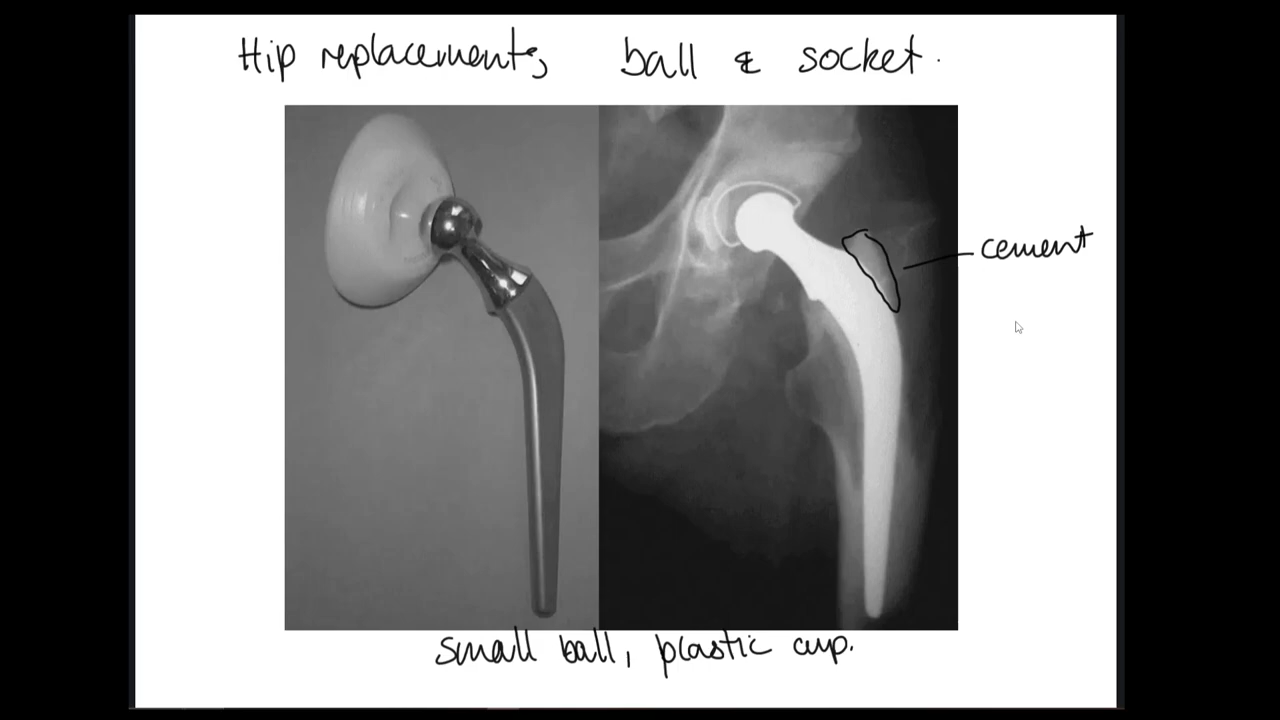 Hip replacements, ball & socket.
cement
small ball, plastic cup.